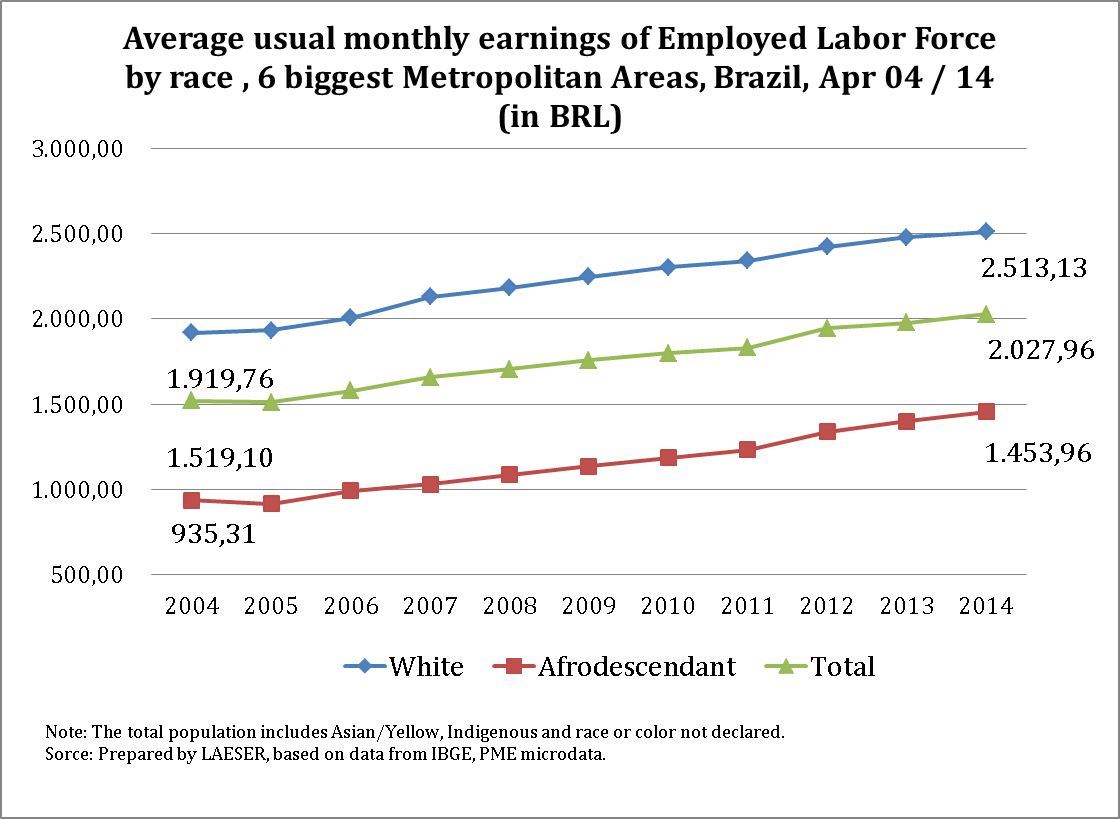 Average usual monthly earnings of Employed Labor Force
by race , 6 biggest Metropolitan Areas, Brazil, Apr 04 / 14
(in BRL)
3.000,00
2.500,00
2.513,13
2.000,00
2.027,96
1.919,76
1.500,00
1.519,10
1.453,96
1.000,00
935,31
500,00
2004 2005 2006 2007 2008 2009 2010 2011 2012 2013 2014
White Afrodescendant Total
Note: The total population includes Asian/Yellow, Indigenous and race or color not declared.
Sorce: Prepared by LAESER, based on data from IBGE, PME microdata.